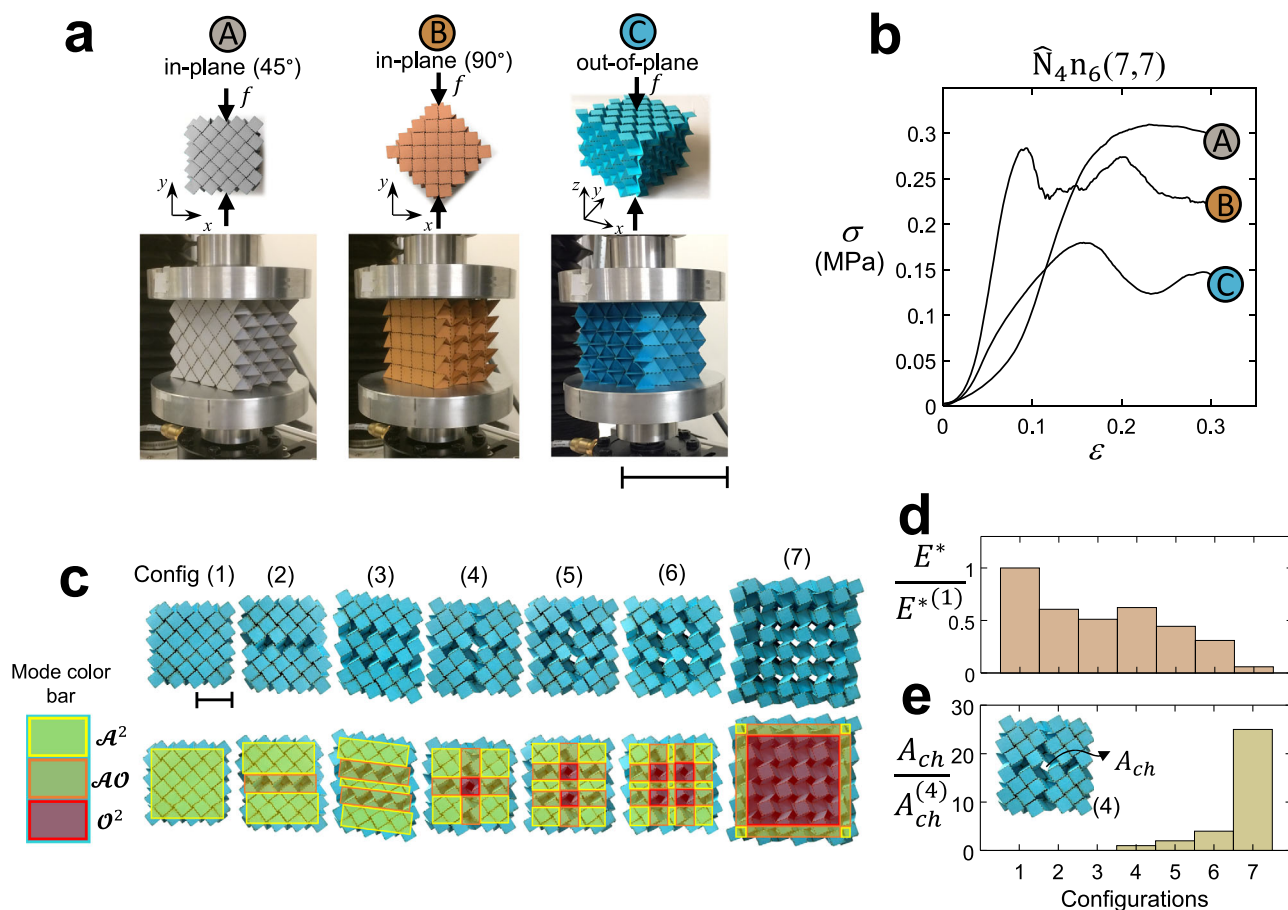 a
A
B
C
in-plane (45°)
in-plane (90°)
out-of-plane
f
f
f
y
x
y
x
z
y
x
b
N̂₄n₆(7,7)
0.3
0.25
0.2
0.15
0.1
0.05
0
σ
(MPa)
A
B
C
0
0.1
0.2
0.3
ε
c
Config (1)
(2)
(3)
(4)
(5)
(6)
(7)
Mode color
bar
𝒜²
𝒜𝒪
𝒪²
d
E*
E*⁽¹⁾
1
0.5
0
e
A_ch
A_ch⁽⁴⁾
30
20
10
0
A_ch
(4)
1 2 3 4 5 6 7
Configurations